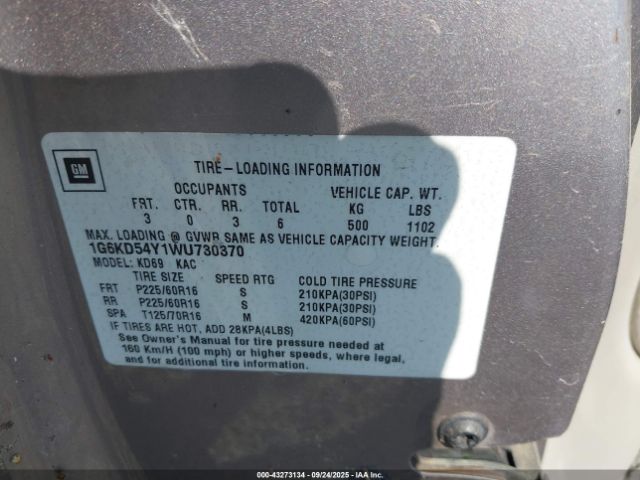 GM
TIRE-LOADING INFORMATION
OCCUPANTS VEHICLE CAP. WT.
FRT. CTR. RR. TOTAL KG LBS
3 0 3 6 500 1102
MAX. LOADING @ GVWR SAME AS VEHICLE CAPACITY WEIGHT.
1G6KD54Y1WU730370
MODEL: KD69 KAC
TIRE SIZE SPEED RTG COLD TIRE PRESSURE
FRT P225/60R16 S 210KPA(30PSI)
RR P225/60R16 S 210KPA(30PSI)
SPA T125/70R16 M 420KPA(60PSI)
IF TIRES ARE HOT, ADD 28KPA(4LBS)
See Owner's Manual for tire pressure needed at
160 Km/H (100 mph) or higher speeds, where legal,
and for additional tire information.
000-43273134 - 09/24/2025 - www.iaai.com